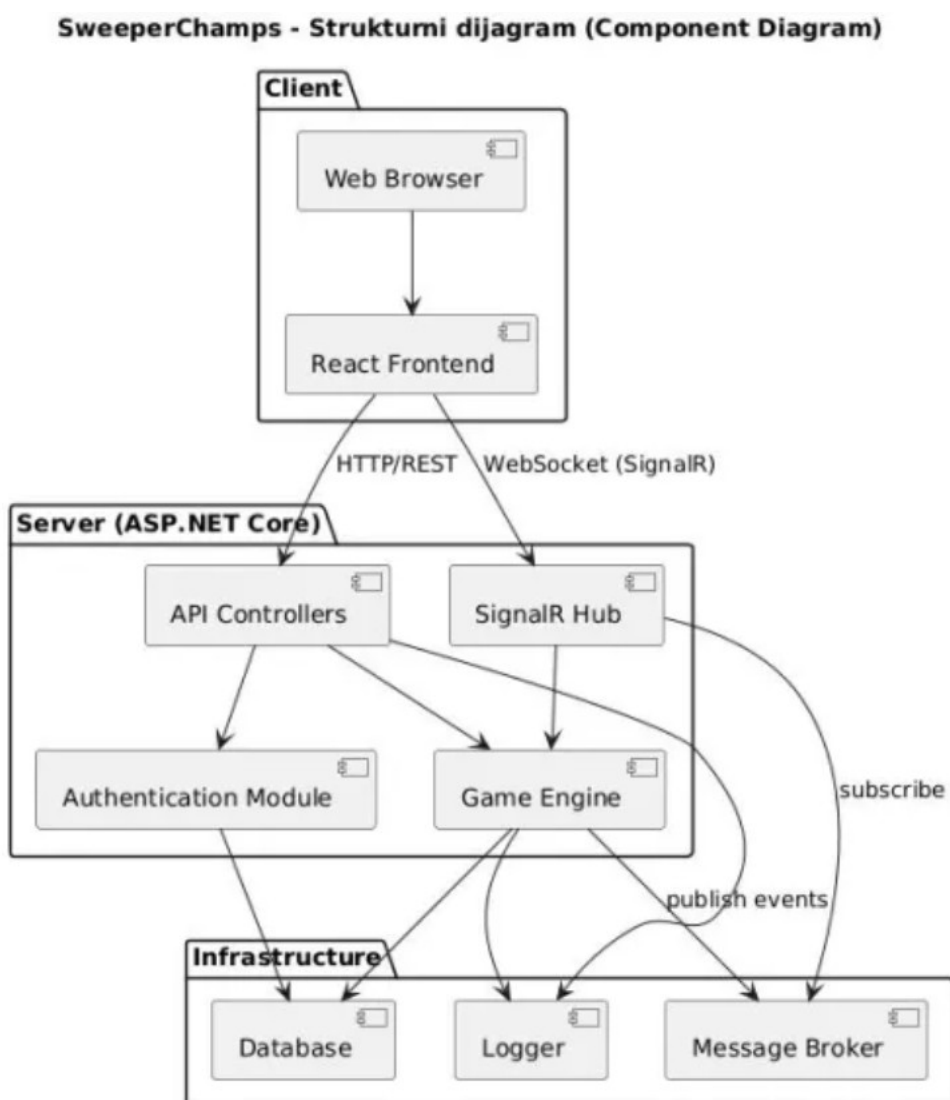 SweeperChamps - Strukturni dijagram (Component Diagram)
Client
Web Browser
React Frontend
HTTP/REST
WebSocket (SignalR)
Server (ASP.NET Core)
API Controllers
SignalR Hub
Authentication Module
Game Engine
subscribe
publish events
Infrastructure
Database
Logger
Message Broker